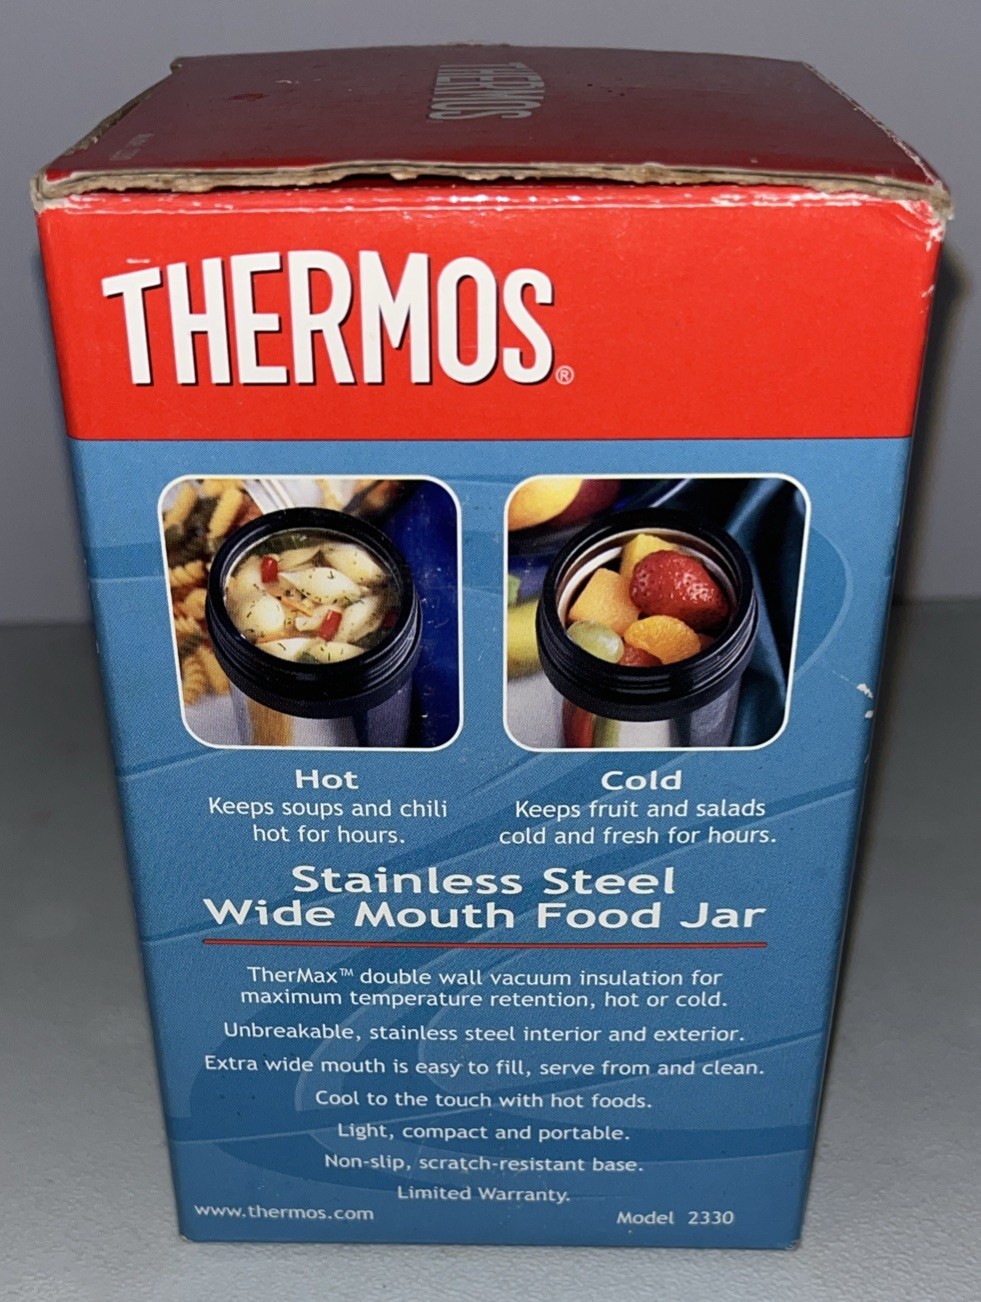 THERMOS
THERMOS®
Hot
Keeps soups and chili
hot for hours.
Cold
Keeps fruit and salads
cold and fresh for hours.
Stainless Steel
Wide Mouth Food Jar
TherMax™ double wall vacuum insulation for
maximum temperature retention, hot or cold.
Unbreakable, stainless steel interior and exterior.
Extra wide mouth is easy to fill, serve from and clean.
Cool to the touch with hot foods.
Light, compact and portable.
Non-slip, scratch-resistant base.
Limited Warranty.
www.thermos.com
Model 2330